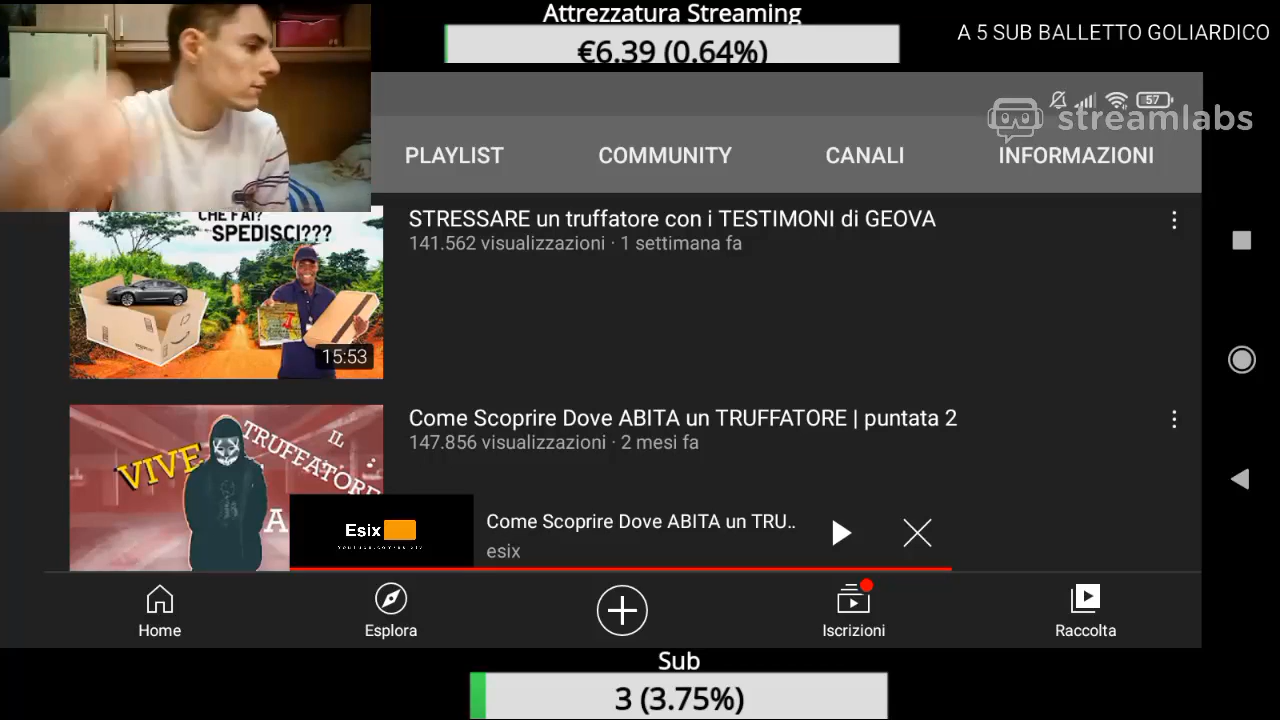 Attrezzatura Streaming
€6.39 (0.64%)
A 5 SUB BALLETTO GOLIARDICO
57
streamlabs
PLAYLIST COMMUNITY CANALI INFORMAZIONI
CHE FAI?
SPEDISCI???
15:53
STRESSARE un truffatore con i TESTIMONI di GEOVA
141.562 visualizzazioni · 1 settimana fa
VIVE IL TRUFFATORE
A
Come Scoprire Dove ABITA un TRUFFATORE | puntata 2
147.856 visualizzazioni · 2 mesi fa
Esix
Come Scoprire Dove ABITA un TRU..
esix
Home Esplora Iscrizioni Raccolta
Sub
3 (3.75%)